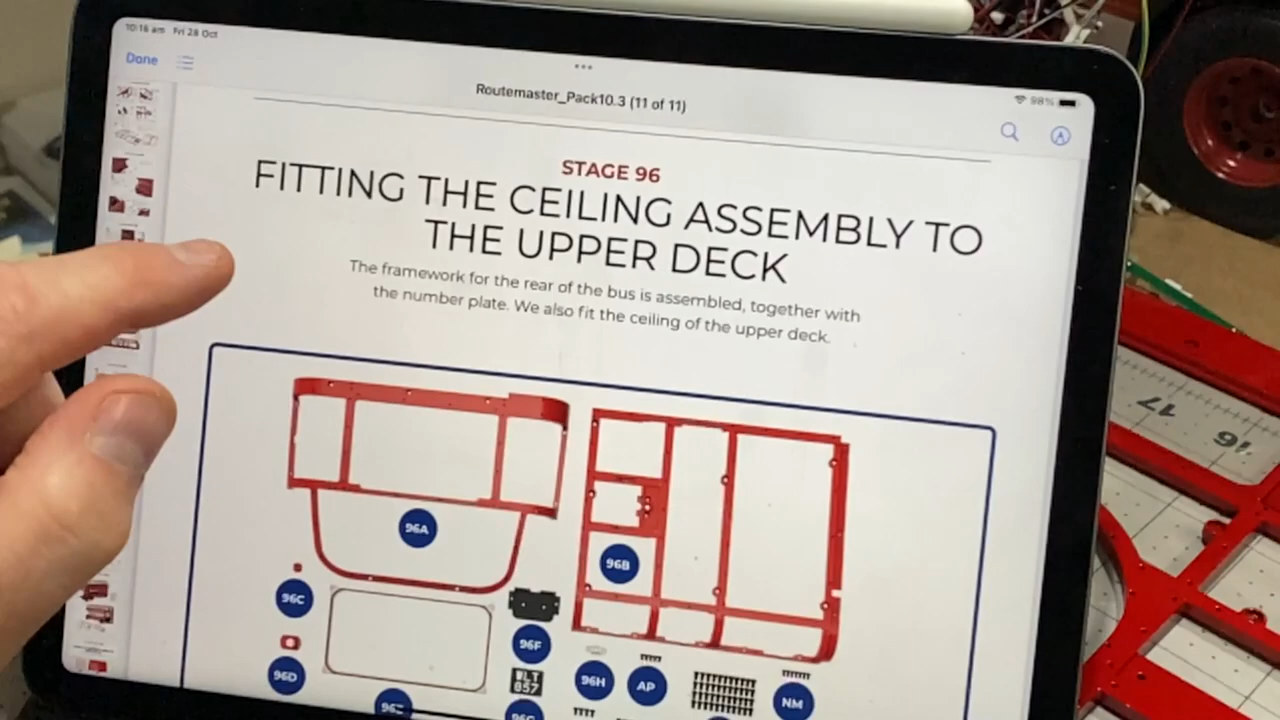 10:16 am Fri 28 Oct
98%
Done
Routemaster_Pack10.3 (11 of 11)
STAGE 96
FITTING THE CEILING ASSEMBLY TO
THE UPPER DECK
The framework for the rear of the bus is assembled, together with
the number plate. We also fit the ceiling of the upper deck.
96A
96B
96C
96F
96D
96H
AP
NM
WLT
857
96G
17
16